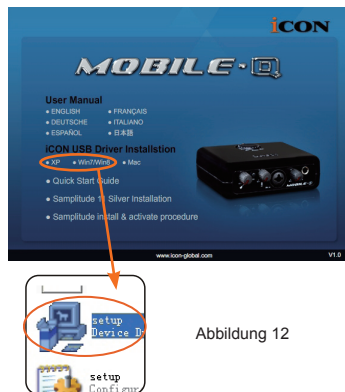 iCON
MOBILE·Q
User Manual
• ENGLISH • FRANÇAIS
• DEUTSCHE • ITALIANO
• ESPAÑOL • 日本語
iCON USB Driver Installstion
• XP • Win7/Win8 • Mac
• Quick Start Guide
• Samplitude 11 Silver Installation
• Samplitude install & activate procedure
www.icon-global.com V1.0
setup
Device D
setup
Configur
Abbildung 12